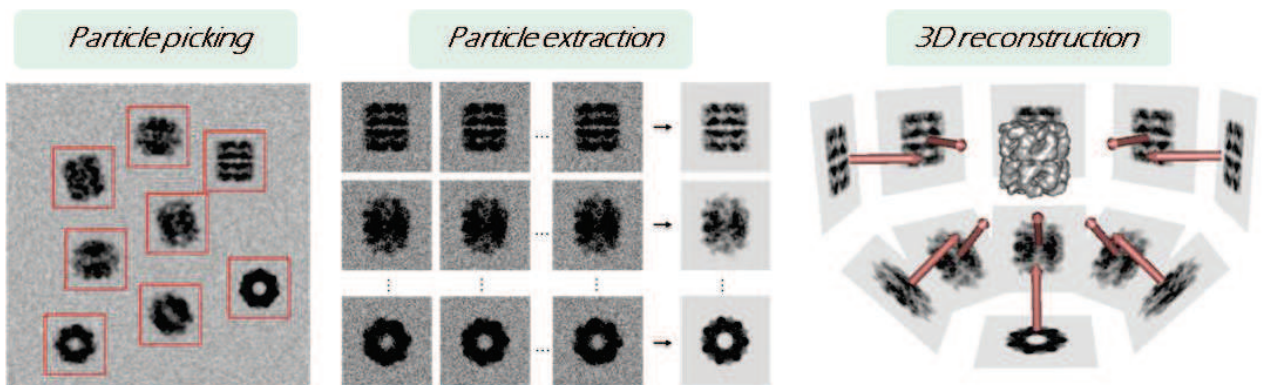 Particle picking
Particle extraction
3D reconstruction